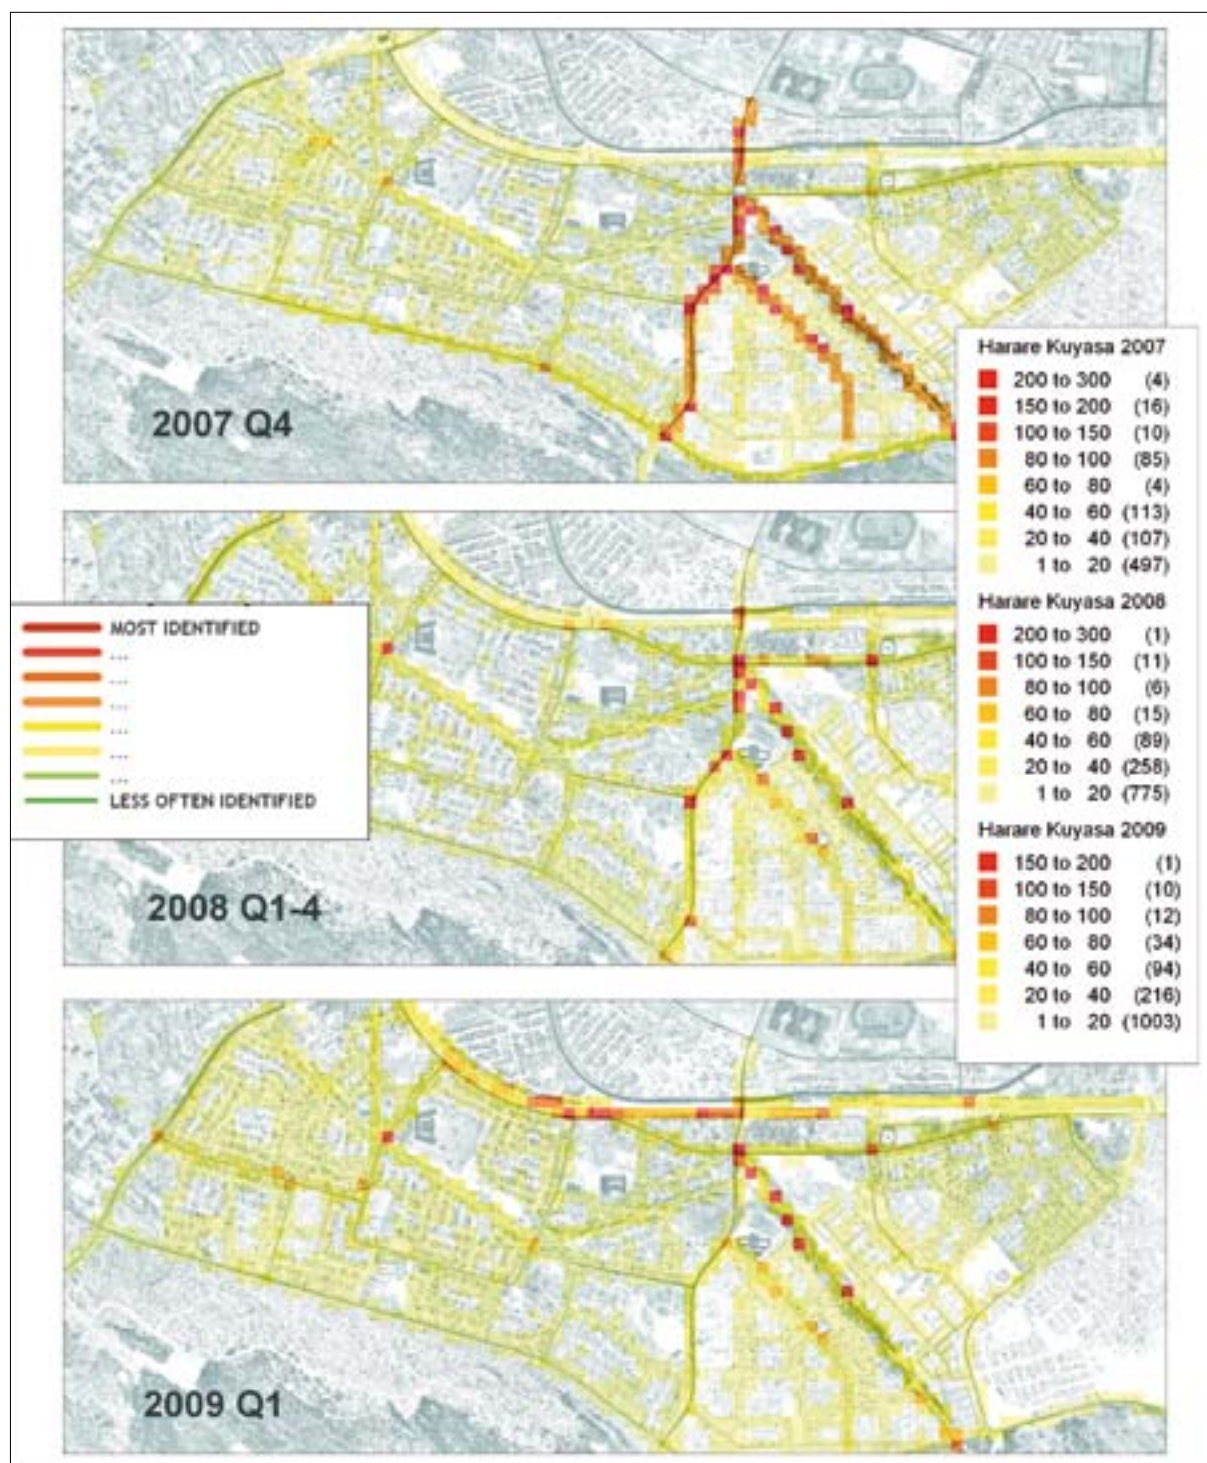 2007 Q4
Harare Kuyasa 2007
200 to 300 (4)
150 to 200 (16)
100 to 150 (10)
80 to 100 (85)
60 to 80 (4)
40 to 60 (113)
20 to 40 (107)
1 to 20 (497)
Harare Kuyasa 2008
200 to 300 (1)
100 to 150 (11)
80 to 100 (6)
60 to 80 (15)
40 to 60 (89)
20 to 40 (258)
1 to 20 (775)
Harare Kuyasa 2009
150 to 200 (1)
100 to 150 (10)
80 to 100 (12)
60 to 80 (34)
40 to 60 (94)
20 to 40 (216)
1 to 20 (1003)
MOST IDENTIFIED
...
...
...
...
...
...
LESS OFTEN IDENTIFIED
2008 Q1-4
2009 Q1